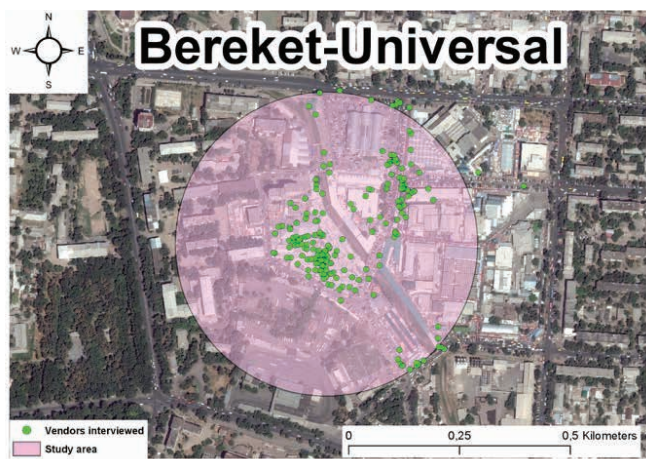 N
Bereket-Universal
W E
S
Vendors interviewed
Study area
0 0,25 0,5 Kilometers